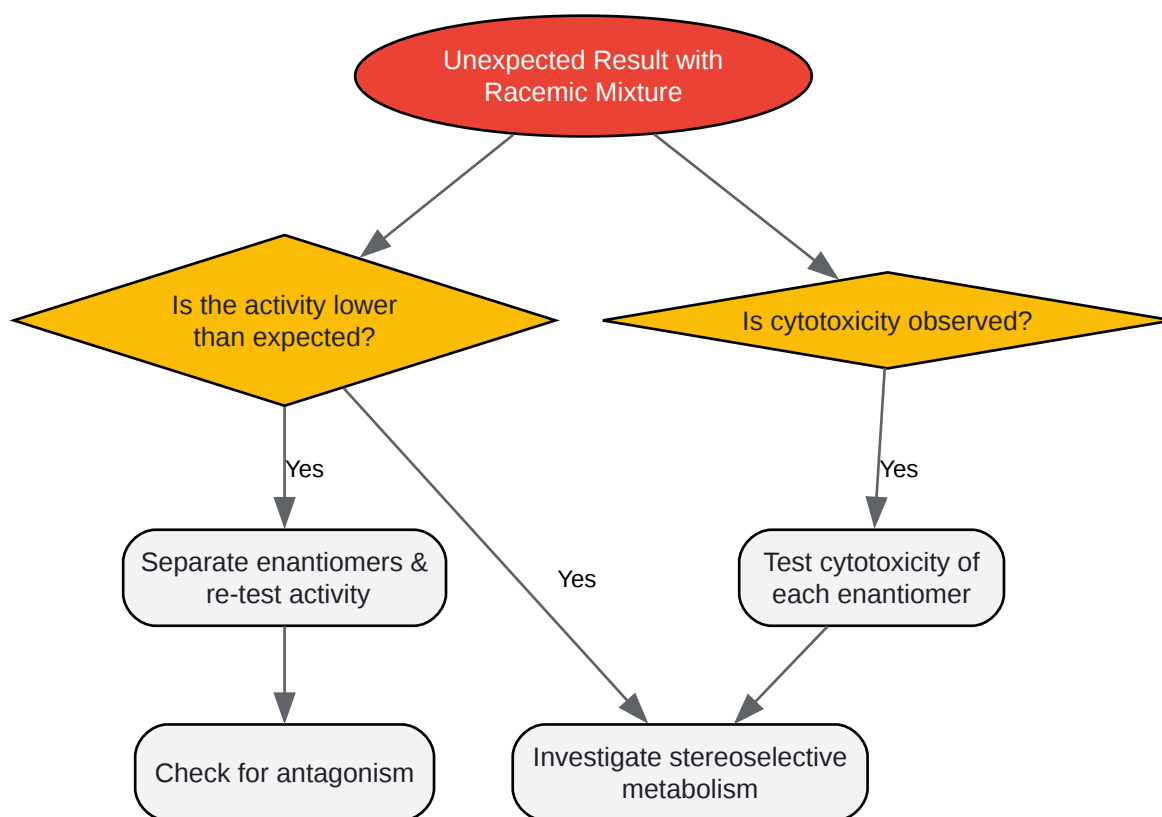 Unexpected Result with
Racemic Mixture
Is the activity lower
than expected?
Is cytotoxicity observed?
Yes
Yes
Separate enantiomers &
re-test activity
Yes
Test cytotoxicity of
each enantiomer
Check for antagonism
Investigate stereoselective
metabolism